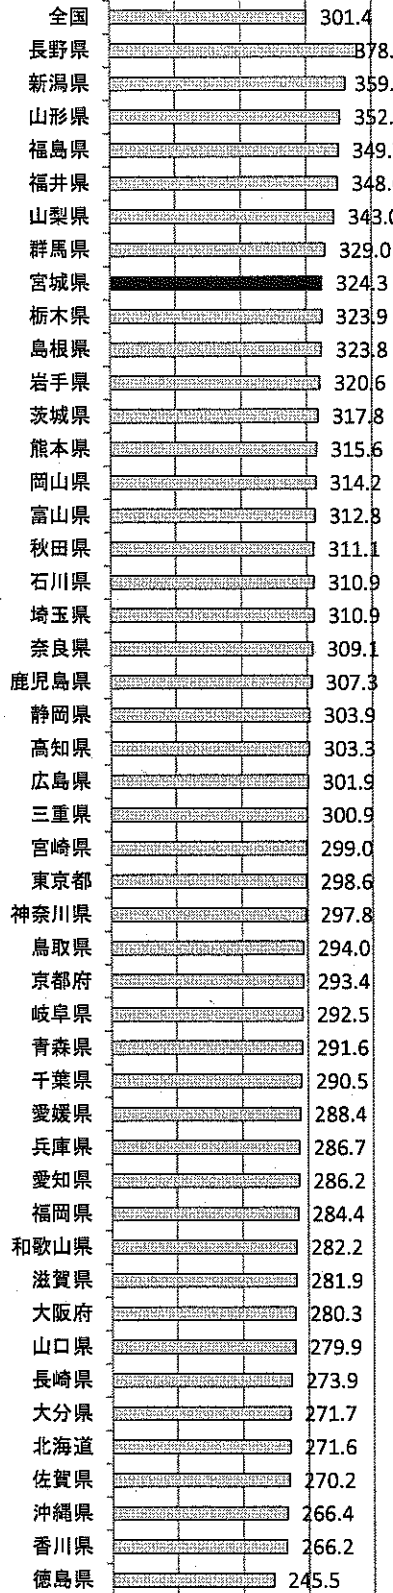 全国 301.4
長野県 378.
新潟県 359.
山形県 352.
福島県 349.
福井県 348.
山梨県 343.0
群馬県 329.0
宮城県 324.3
栃木県 323.9
島根県 323.8
岩手県 320.6
茨城県 317.8
熊本県 315.6
岡山県 314.2
富山県 312.8
秋田県 311.1
石川県 310.9
埼玉県 310.9
奈良県 309.1
鹿児島県 307.3
静岡県 303.9
高知県 303.3
広島県 301.9
三重県 300.9
宮崎県 299.0
東京都 298.6
神奈川県 297.8
鳥取県 294.0
京都府 293.4
岐阜県 292.5
青森県 291.6
千葉県 290.5
愛媛県 288.4
兵庫県 286.7
愛知県 286.2
福岡県 284.4
和歌山県 282.2
滋賀県 281.9
大阪府 280.3
山口県 279.9
長崎県 273.9
大分県 271.7
北海道 271.6
佐賀県 270.2
沖縄県 266.4
香川県 266.2
徳島県 245.5